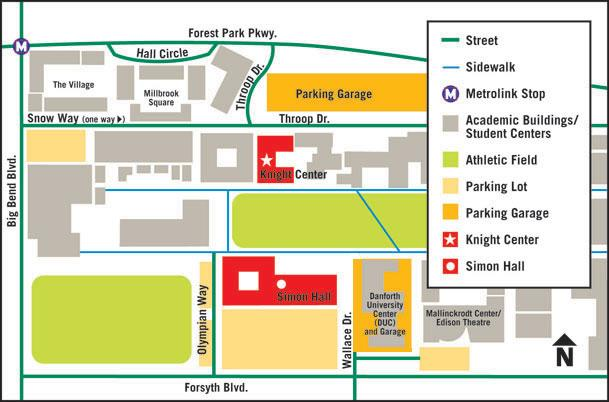 Forest Park Pkwy.
Hall Circle
The Village
Millbrook
Square
Throop Dr.
Parking Garage
Snow Way (one way)
Throop Dr.
Big Bend Blvd.
Knight Center
Olympian Way
Simon Hall
Wallace Dr.
Danforth
University
Center
(DUC)
and Garage
Mallinckrodt Center/
Edison Theatre
Forsyth Blvd.
N
M
Street
Sidewalk
M
Metrolink Stop
Academic Buildings/
Student Centers
Athletic Field
Parking Lot
Parking Garage
Knight Center
Simon Hall